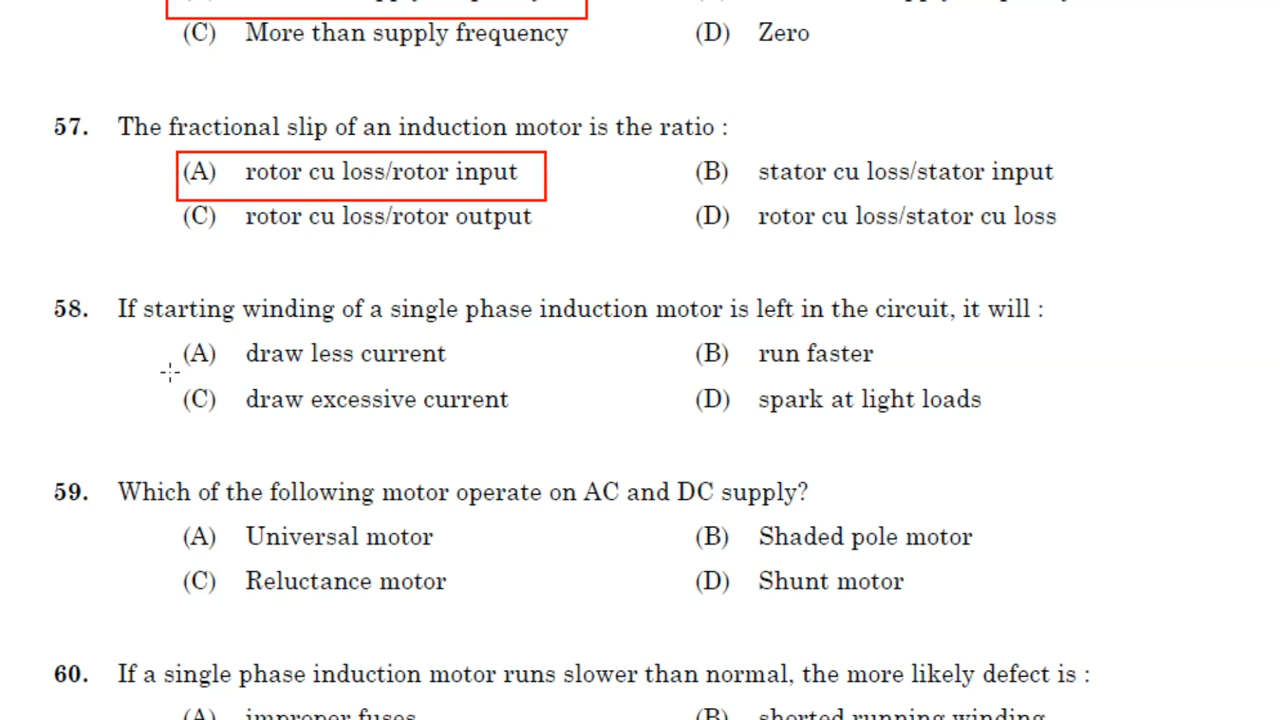 (C) More than supply frequency (D) Zero
57. The fractional slip of an induction motor is the ratio :
(A) rotor cu loss/rotor input (B) stator cu loss/stator input
(C) rotor cu loss/rotor output (D) rotor cu loss/stator cu loss
58. If starting winding of a single phase induction motor is left in the circuit, it will :
(A) draw less current (B) run faster
(C) draw excessive current (D) spark at light loads
59. Which of the following motor operate on AC and DC supply?
(A) Universal motor (B) Shaded pole motor
(C) Reluctance motor (D) Shunt motor
60. If a single phase induction motor runs slower than normal, the more likely defect is :
(A) improper fuses (B) shorted running winding